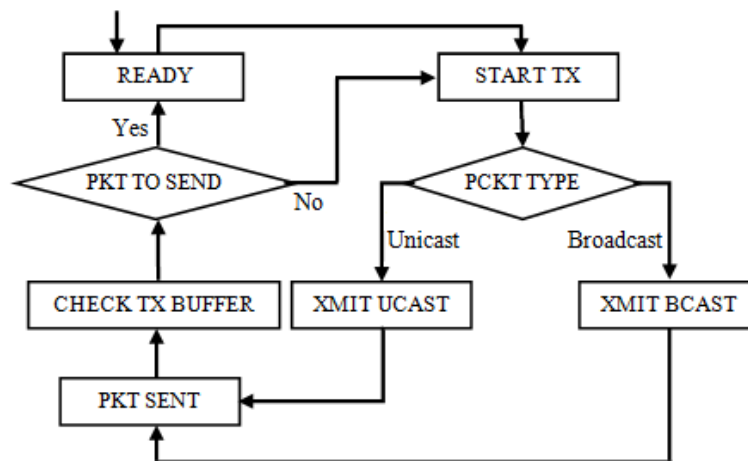 READY
START TX
Yes
PKT TO SEND
No
PCKT TYPE
Unicast
Broadcast
CHECK TX BUFFER
XMIT UCAST
XMIT BCAST
PKT SENT